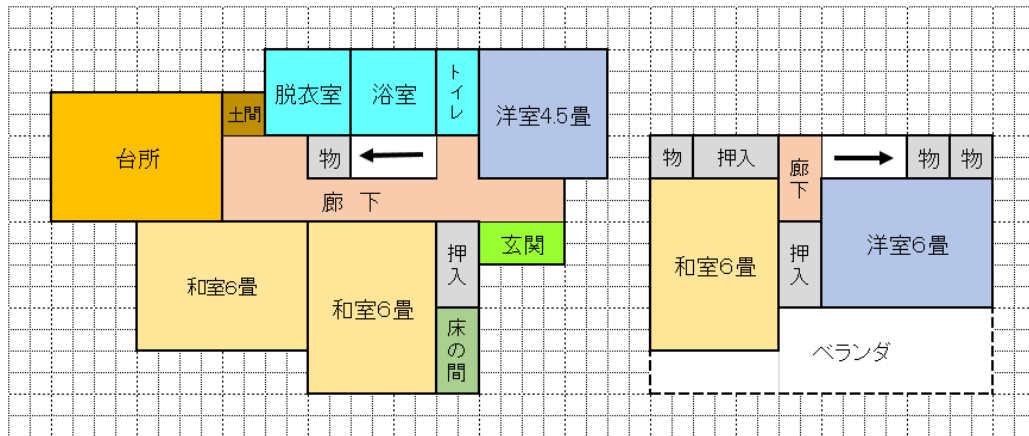 脱衣室
浴室
トイレ
洋室4.5畳
土間
台所
物
廊 下
和室6畳
和室6畳
押入
玄関
床の間
物
押入
廊下
物
物
和室6畳
押入
洋室6畳
ベランダ